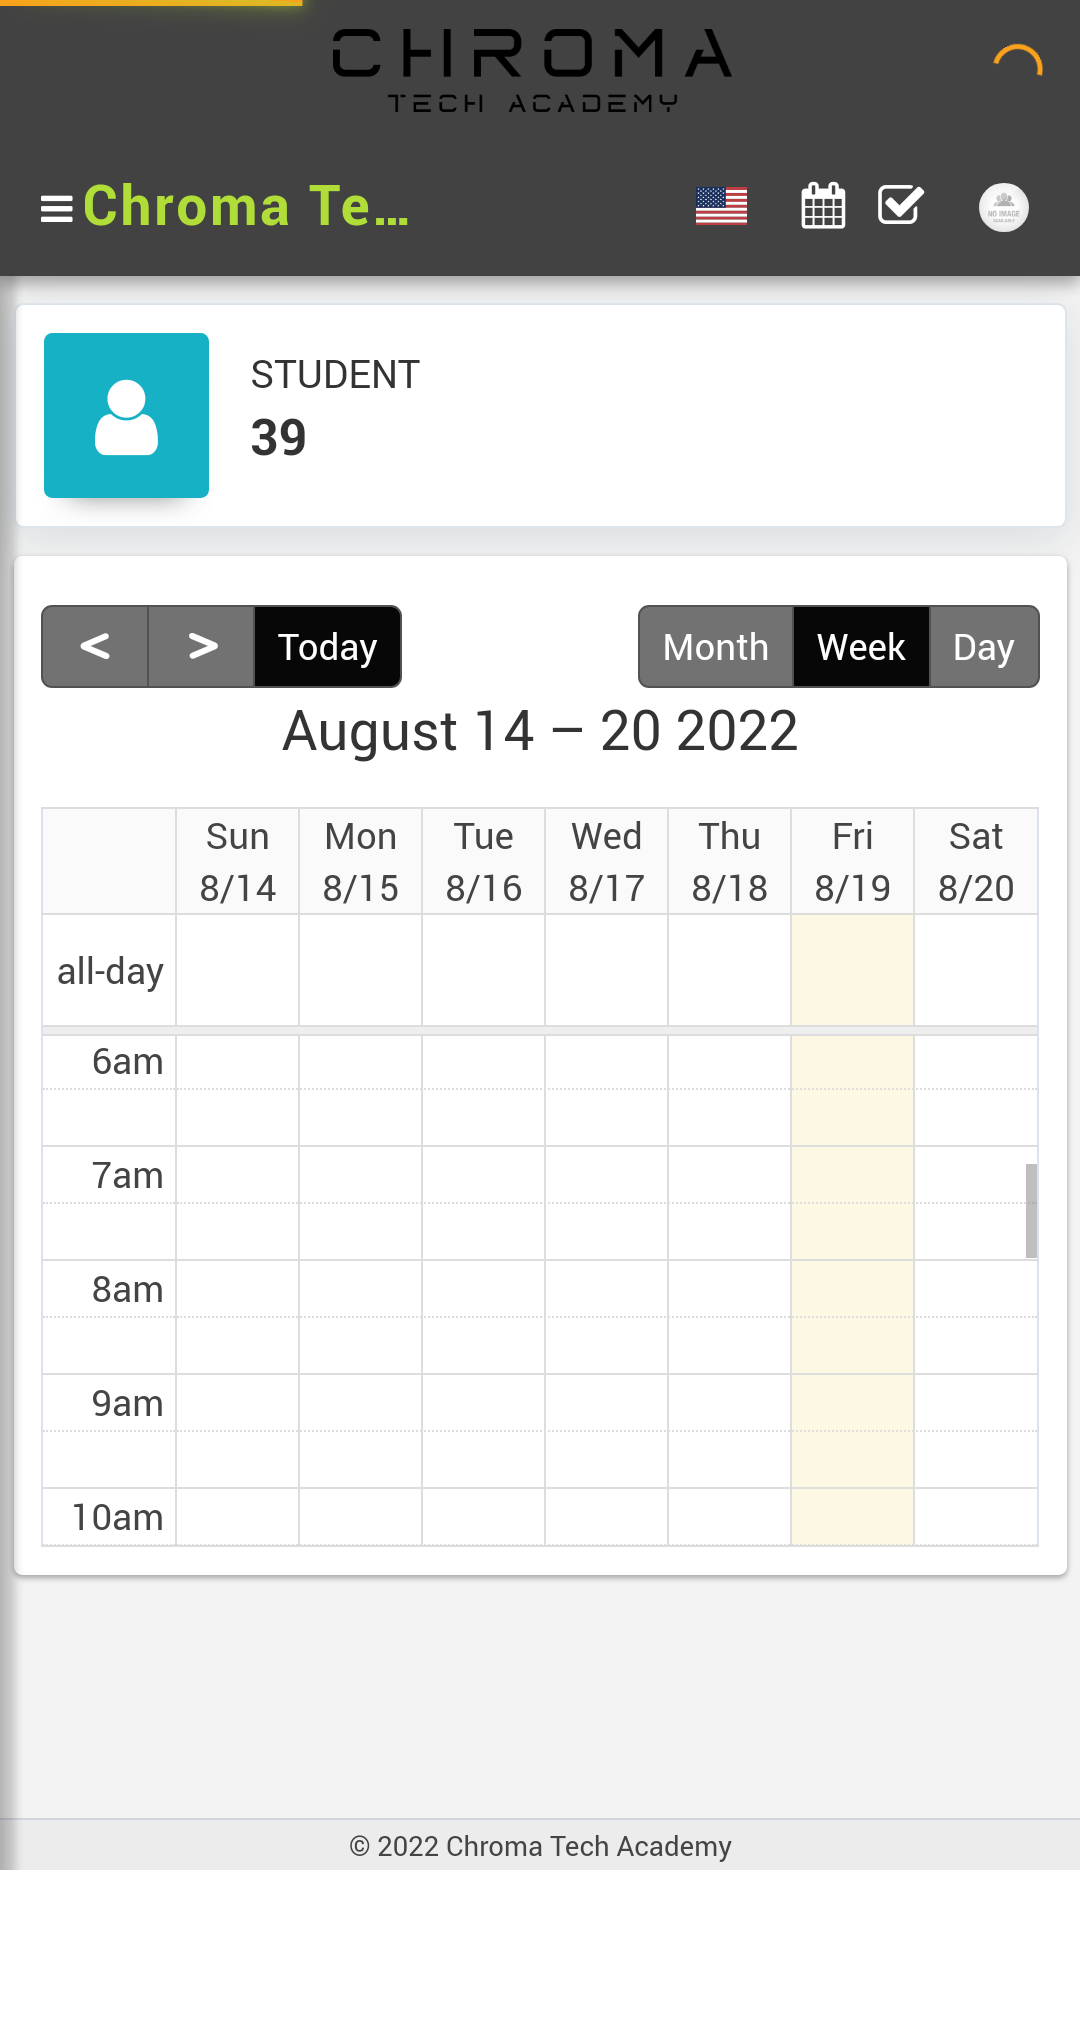 CHROMA
TECH ACADEMY
Chroma Te...
NO IMAGE
AVAILABLE
STUDENT
39
< > Today Month Week Day
August 14 – 20 2022
Sun Mon Tue Wed Thu Fri Sat
8/14 8/15 8/16 8/17 8/18 8/19 8/20
all-day
6am
7am
8am
9am
10am
© 2022 Chroma Tech Academy